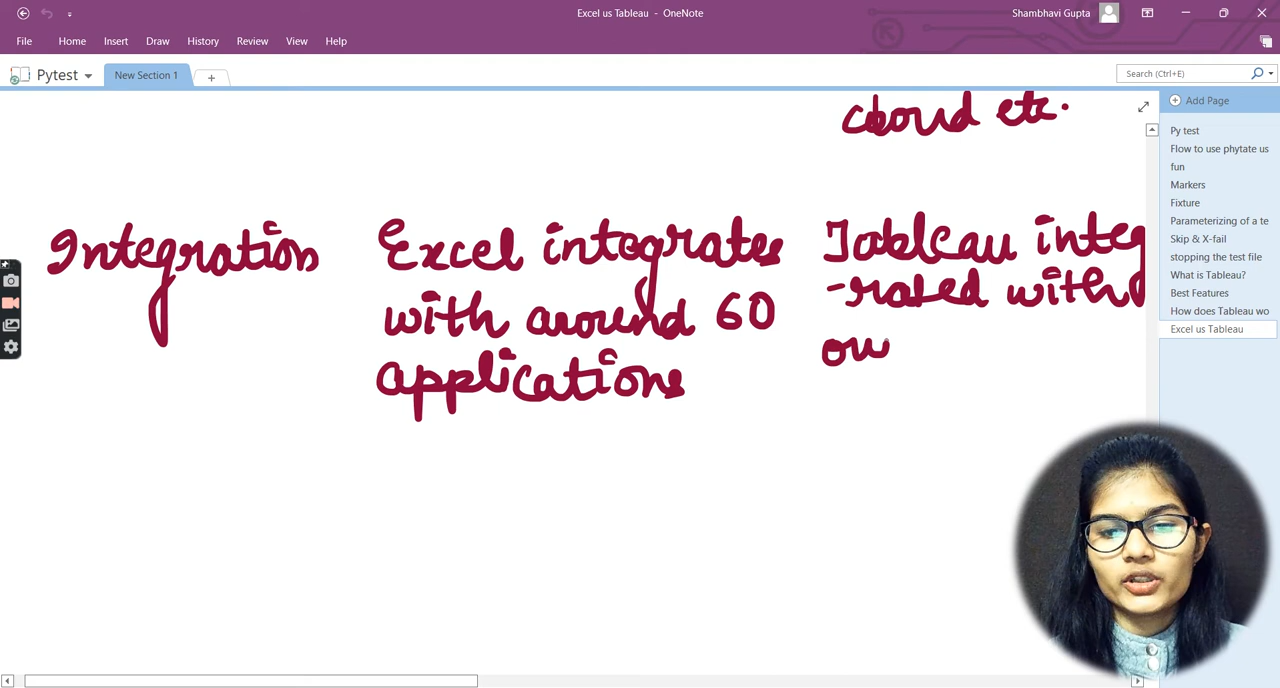 Excel us Tableau - OneNote
Shambhavi Gupta
File Home Insert Draw History Review View Help
Pytest
New Section 1
+
Search (Ctrl+E)
Add Page
Py test
Flow to use phytate us
fun
Markers
Fixture
Parameterizing of a te
Skip & X-fail
stopping the test file
What is Tableau?
Best Features
How does Tableau wo
Excel us Tableau
cloud etc.
Integration
Excel integrates
with around 60
applications
Tableau integ
-rated with
ov